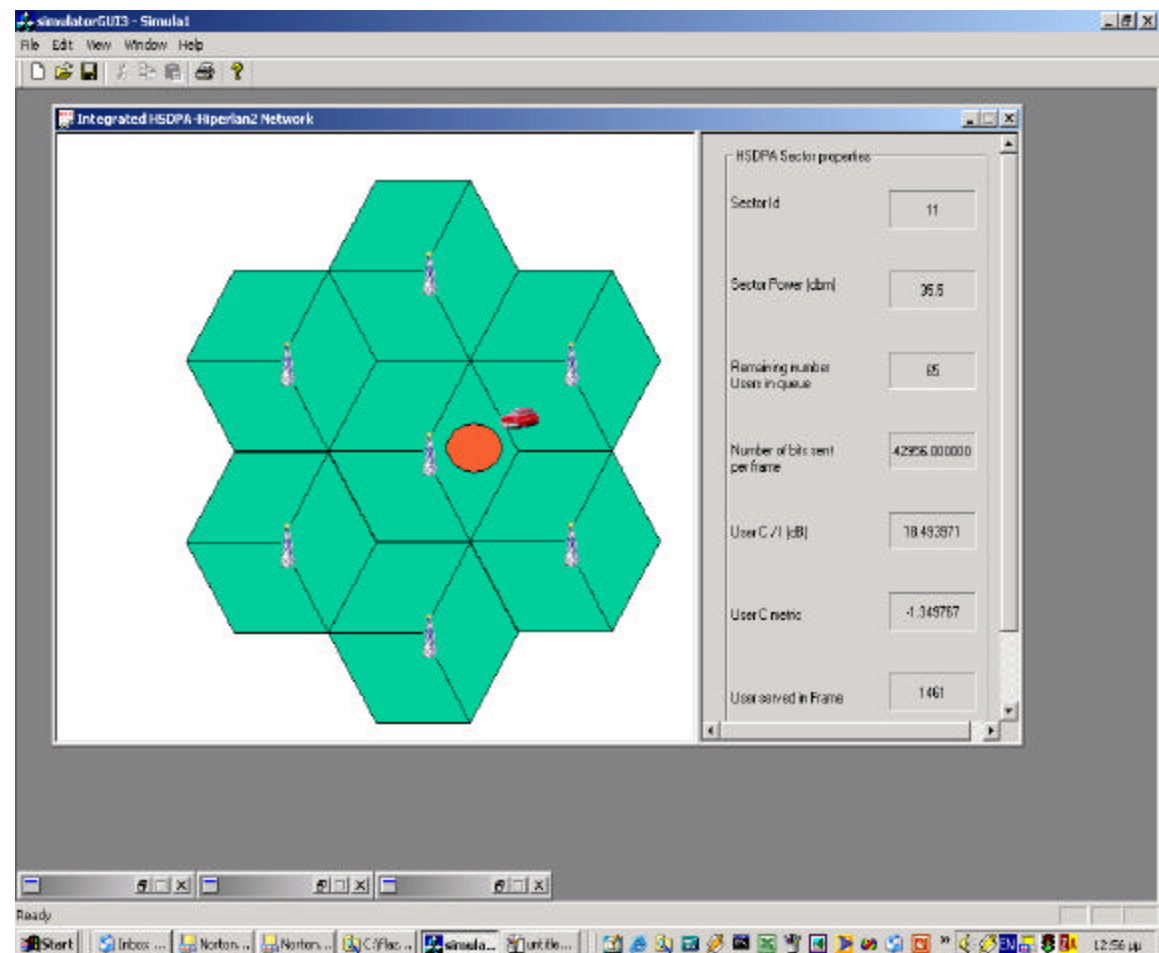 simulatorGUI3 - Simula1
File Edit View Window Help
Integrated HSDPA-Hiperlan2 Network
HSDPA Sector properties
Sector Id
11
Sector Power (dbm)
35.5
Remaining number
Users in queue
65
Number of bits sent
per frame
42956.000000
User C / I (dB)
18.493971
User C metric
-1.349767
User served in Frame
1461
Ready
Start
Inbox ...
Norton...
Norton...
simula...
untitle...
EN
12:56 μμ